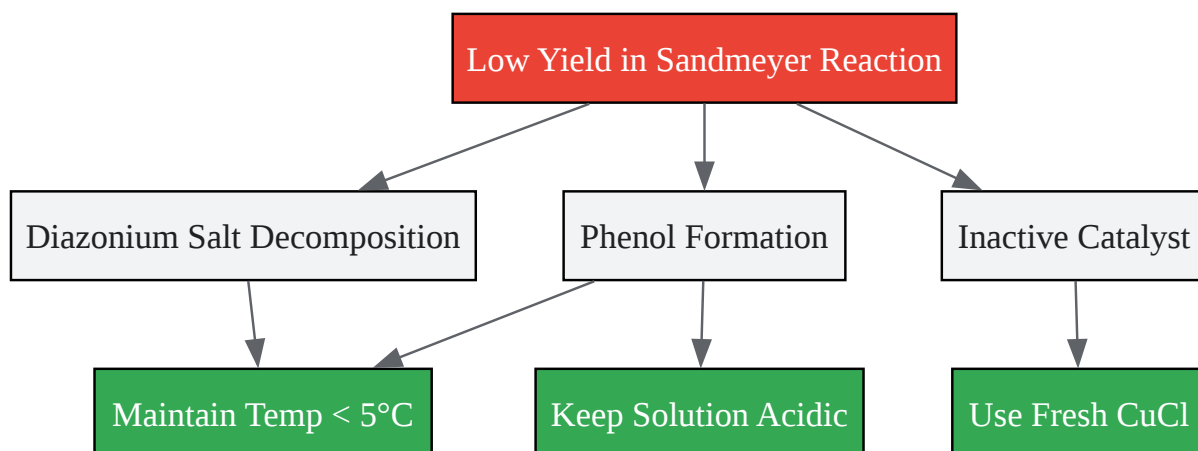 Low Yield in Sandmeyer Reaction
Diazonium Salt Decomposition
Phenol Formation
Inactive Catalyst
Maintain Temp < 5°C
Keep Solution Acidic
Use Fresh CuCl